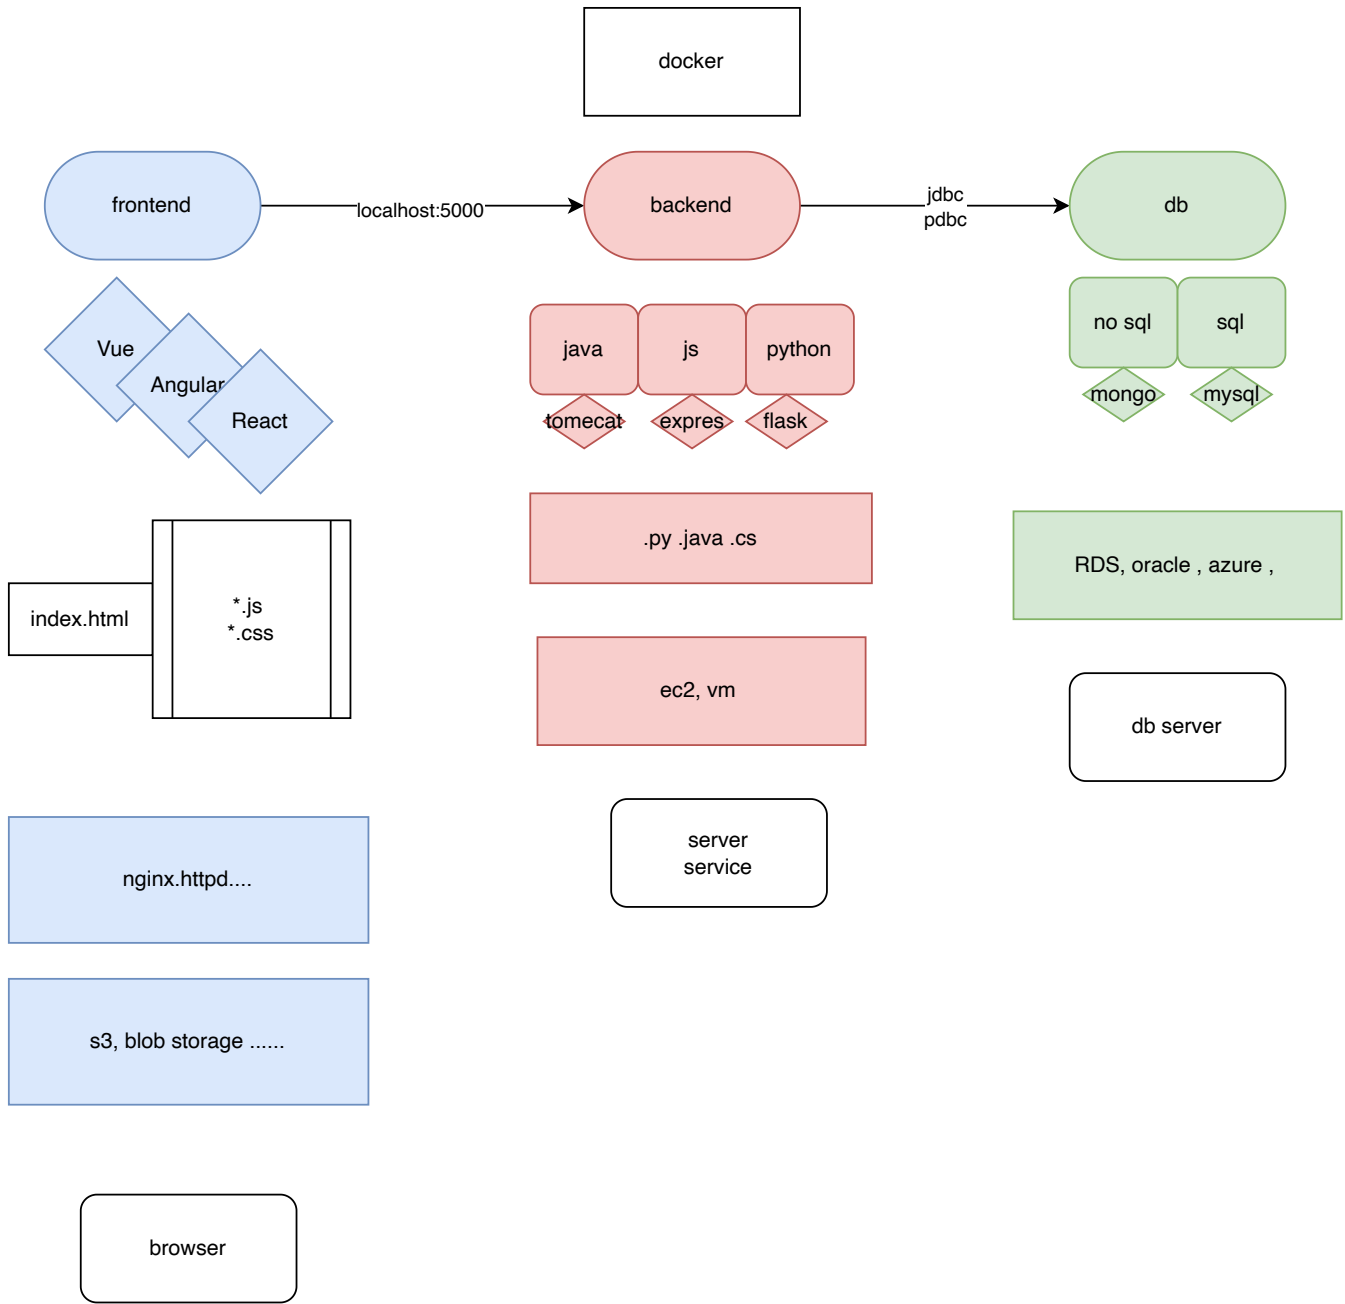 docker
frontend
localhost:5000
backend
jdbc
pdbc
db
Vue
Angular
React
java
js
python
tomecat
expres
flask
no sql
sql
mongo
mysql
index.html
*.js
*.css
.py .java .cs
RDS, oracle , azure ,
ec2, vm
db server
server
service
nginx.httpd....
s3, blob storage ......
browser